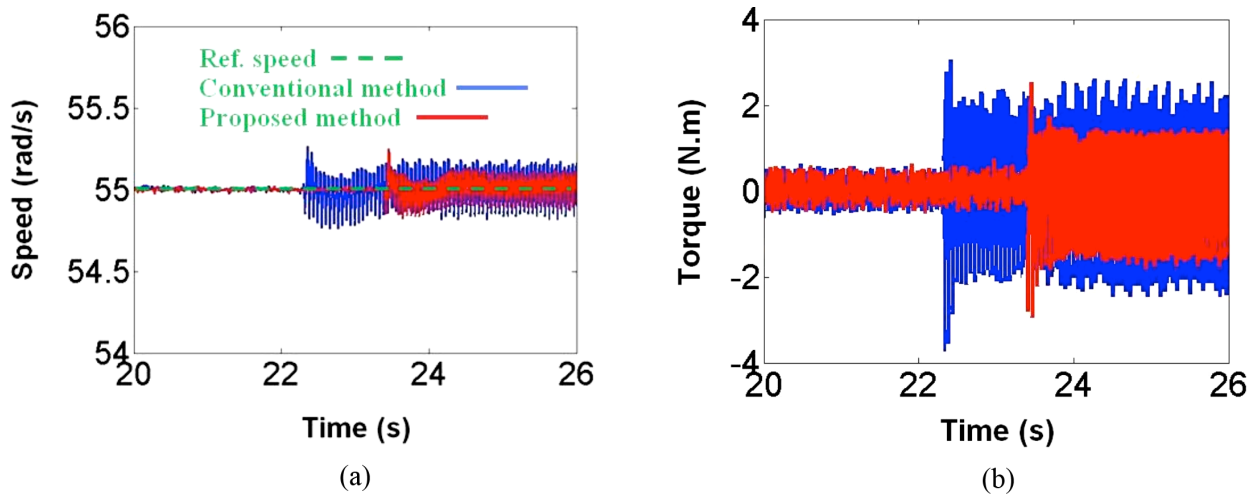 56
55.5
55
54.5
54
Speed (rad/s)
Ref. speed
Conventional method
Proposed method
20
22
24
26
Time (s)
(a)
4
2
0
-2
-4
Torque (N.m)
20
22
24
26
Time (s)
(b)